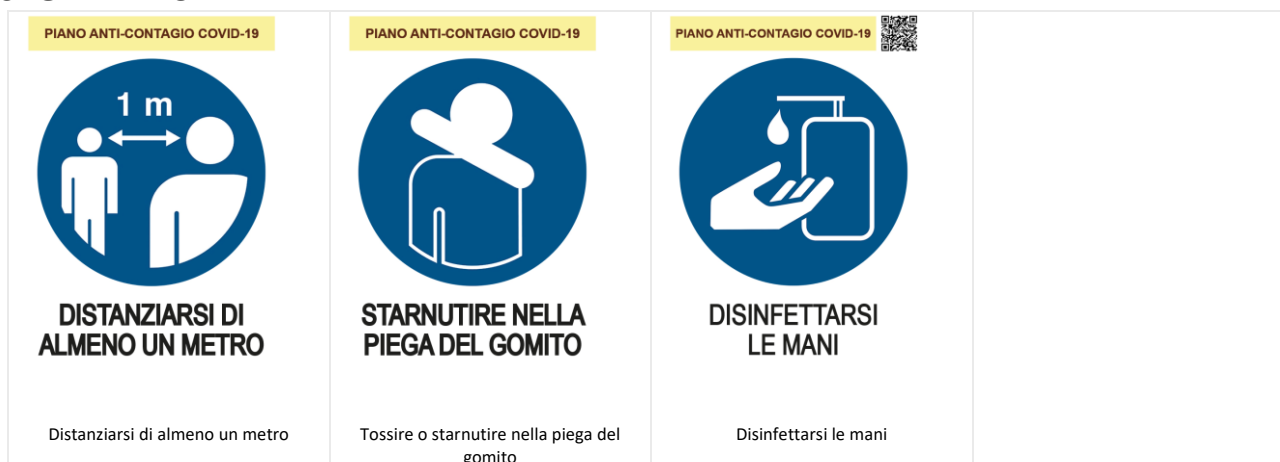 PIANO ANTI-CONTAGIO COVID-19
1 m
DISTANZIARSI DI
ALMENO UN METRO
Distanziarsi di almeno un metro
PIANO ANTI-CONTAGIO COVID-19
STARNUTIRE NELLA
PIEGA DEL GOMITO
Tossire o starnutire nella piega del
gomito
PIANO ANTI-CONTAGIO COVID-19
DISINFETTARSI
LE MANI
Disinfettarsi le mani